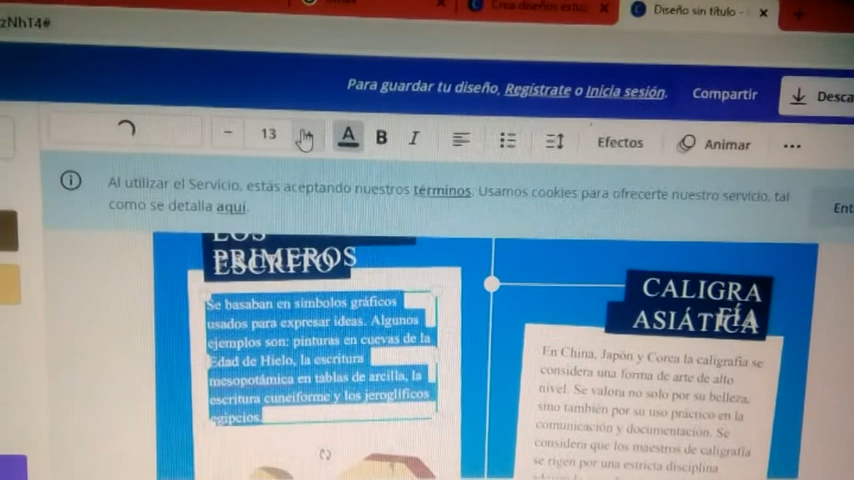 Crea diseños
Diseño sin título -
zNhT4#
Para guardar tu diseño, Regístrate o Inicia sesión.
Compartir
Desca
13
A
B
I
Efectos
Animar
Al utilizar el Servicio, estás aceptando nuestros términos. Usamos cookies para ofrecerte nuestro servicio, tal
como se detalla aquí.
Ent
LOS
PRIMEROS
ESCRITO
Se basaban en símbolos gráficos
usados para expresar ideas. Algunos
ejemplos son: pinturas en cuevas de la
Edad de Hielo, la escritura
mesopotámica en tablas de arcilla, la
escritura cuneiforme y los jeroglíficos
egipcios.
CALIGRA
FÍA
ASIÁTICA
En China, Japón y Corea la caligrafía se
considera una forma de arte de alto
nivel. Se valora no solo por su belleza,
sino también por su uso práctico en la
comunicación y documentación. Se
considera que los maestros de caligrafía
se rigen por una estricta disciplina